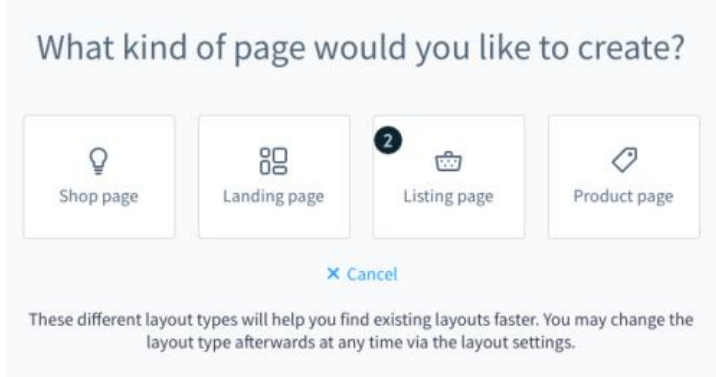 What kind of page would you like to create?
2
Shop page
Landing page
Listing page
Product page
× Cancel
These different layout types will help you find existing layouts faster. You may change the
layout type afterwards at any time via the layout settings.